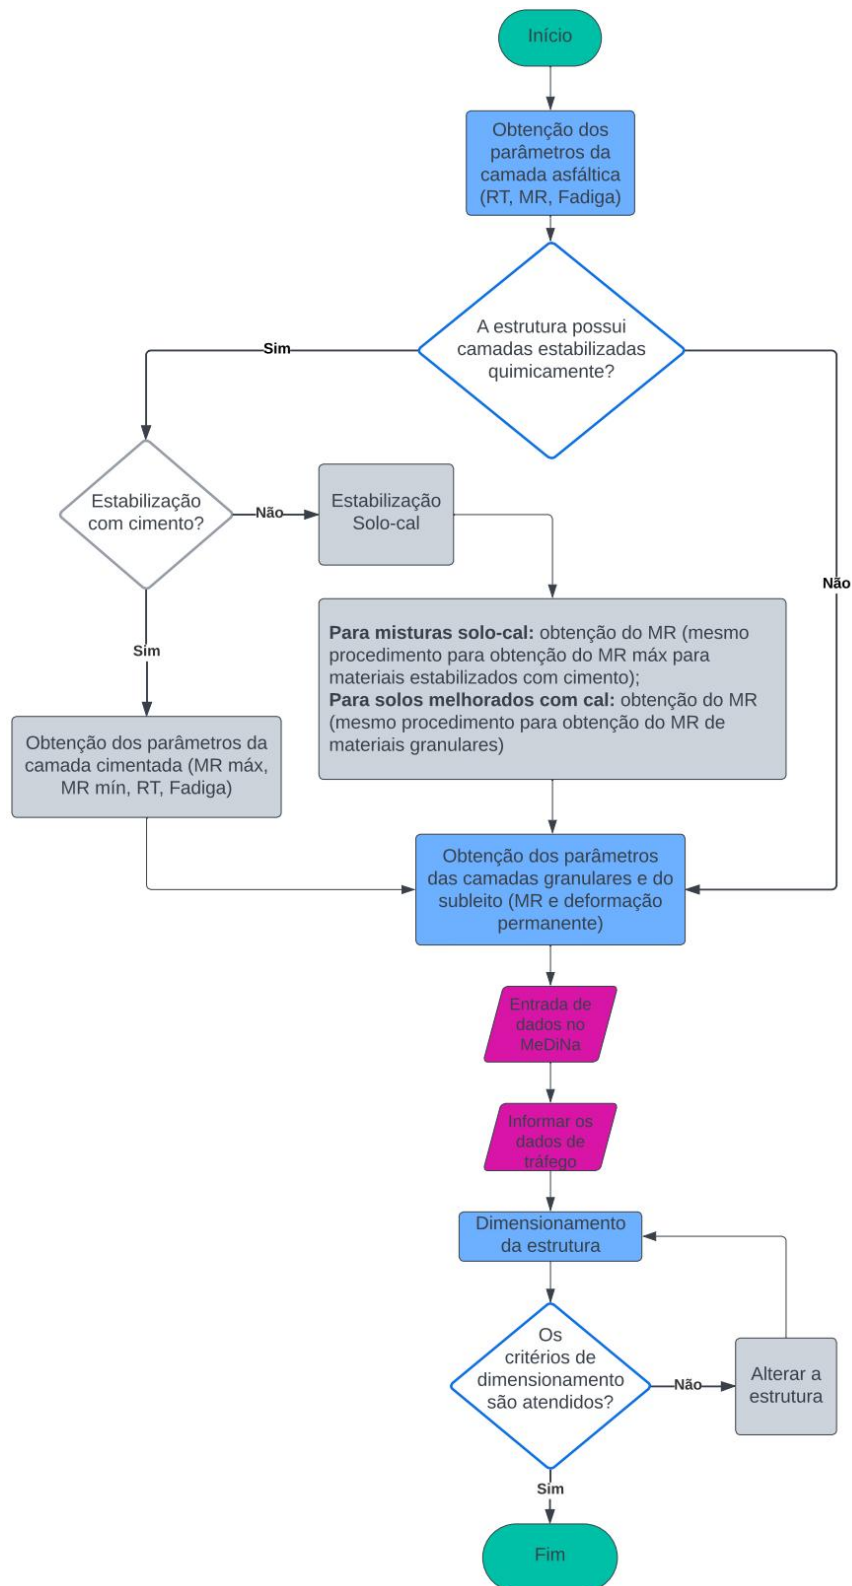 Início
Obtenção dos
parâmetros da
camada asfáltica
(RT, MR, Fadiga)
A estrutura possui
camadas estabilizadas
quimicamente?
Sim
Não
Estabilização
com cimento?
Não
Estabilização
Solo-cal
Sim
Para misturas solo-cal: obtenção do MR (mesmo
procedimento para obtenção do MR máx para
materiais estabilizados com cimento);
Para solos melhorados com cal: obtenção do MR
(mesmo procedimento para obtenção do MR de
materiais granulares)
Obtenção dos parâmetros da
camada cimentada (MR máx,
MR mín, RT, Fadiga)
Obtenção dos parâmetros
das camadas granulares e do
subleito (MR e deformação
permanente)
Entrada de
dados no
MeDiNa
Informar os
dados de
tráfego
Dimensionamento
da estrutura
Os
critérios de
dimensionamento
são atendidos?
Não
Alterar a
estrutura
Sim
Fim